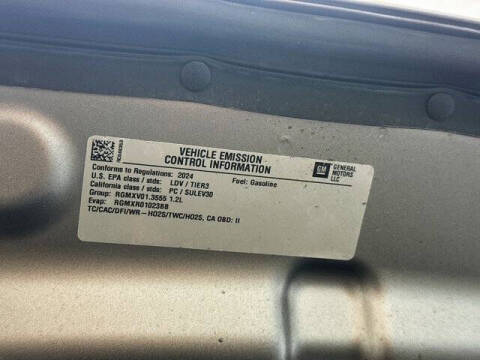 VEHICLE EMISSION
CONTROL INFORMATION
GM
GENERAL
MOTORS
LLC
Conforms to Regulations: 2024 Fuel: Gasoline
U.S. EPA class / stds: LDV / TIER3
California class / stds: PC / SULEV30
Group: RGMXV01.3555 1.2L
Evap: RGMXR0102388
TC/CAC/DFI/WR-HO2S/TWC/HO2S, CA OBD: II